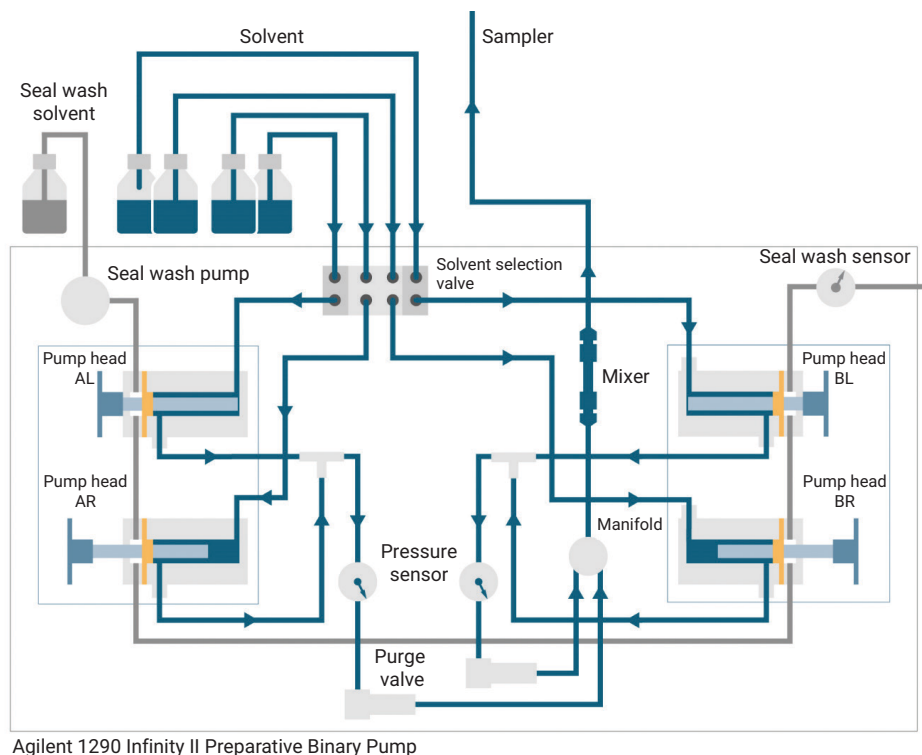 Solvent
Sampler
Seal wash
solvent
Seal wash pump
Solvent selection
valve
Seal wash sensor
Pump head
AL
Mixer
Pump head
BL
Pump head
AR
Pump head
BR
Manifold
Pressure
sensor
Purge
valve
Agilent 1290 Infinity II Preparative Binary Pump